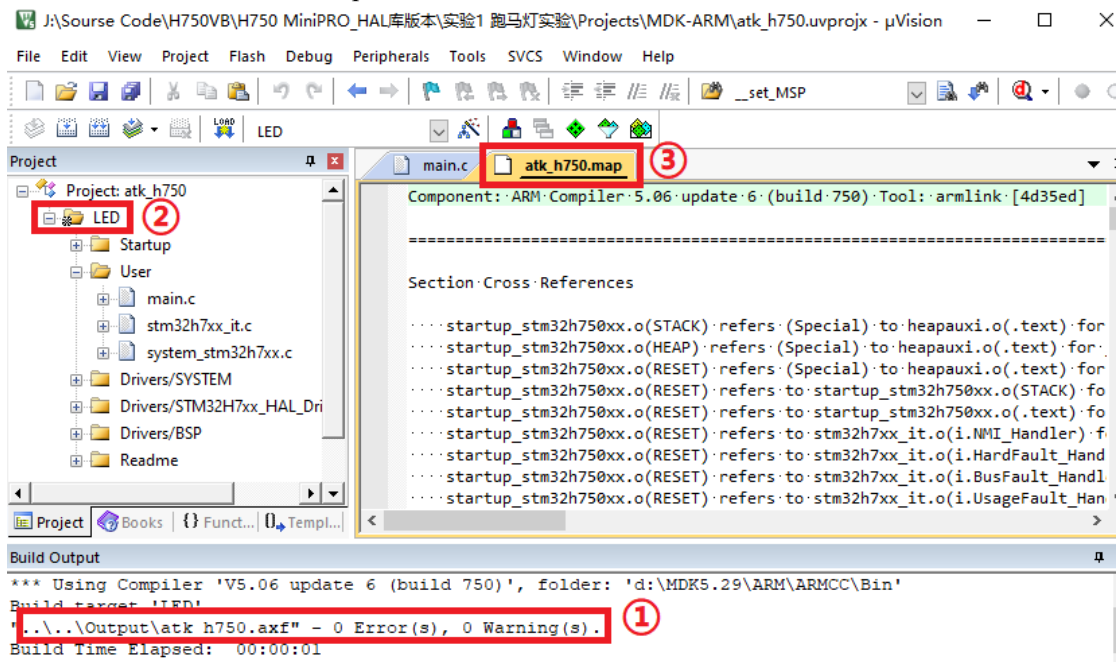 J:\Sourse Code\H750VB\H750 MiniPRO_HAL库版本\实验1 跑马灯实验\Projects\MDK-ARM\atk_h750.uvprojx - µVision
File Edit View Project Flash Debug Peripherals Tools SVCS Window Help
__set_MSP
LOAD LED
Project
main.c atk_h750.map ③
Project: atk_h750
LED ②
Startup
User
main.c
stm32h7xx_it.c
system_stm32h7xx.c
Drivers/SYSTEM
Drivers/STM32H7xx_HAL_Dri
Drivers/BSP
Readme
Component:·ARM·Compiler·5.06·update·6·(build·750)·Tool:·armlink·[4d35ed]
================================================================================
Section·Cross·References
····startup_stm32h750xx.o(STACK)·refers·(Special)·to·heapauxi.o(.text)·for
····startup_stm32h750xx.o(HEAP)·refers·(Special)·to·heapauxi.o(.text)·for·
····startup_stm32h750xx.o(RESET)·refers·(Special)·to·heapauxi.o(.text)·for
····startup_stm32h750xx.o(RESET)·refers·to·startup_stm32h750xx.o(STACK)·fo
····startup_stm32h750xx.o(RESET)·refers·to·startup_stm32h750xx.o(.text)·fo
····startup_stm32h750xx.o(RESET)·refers·to·stm32h7xx_it.o(i.NMI_Handler)·f
····startup_stm32h750xx.o(RESET)·refers·to·stm32h7xx_it.o(i.HardFault_Hand
····startup_stm32h750xx.o(RESET)·refers·to·stm32h7xx_it.o(i.BusFault_Handl
····startup_stm32h750xx.o(RESET)·refers·to·stm32h7xx_it.o(i.UsageFault_Han
Project Books {} Funct... 0 Templ...
Build Output
*** Using Compiler 'V5.06 update 6 (build 750)', folder: 'd:\MDK5.29\ARM\ARMCC\Bin'
Build target 'LED'
"..\..\Output\atk_h750.axf" - 0 Error(s), 0 Warning(s). ①
Build Time Elapsed: 00:00:01